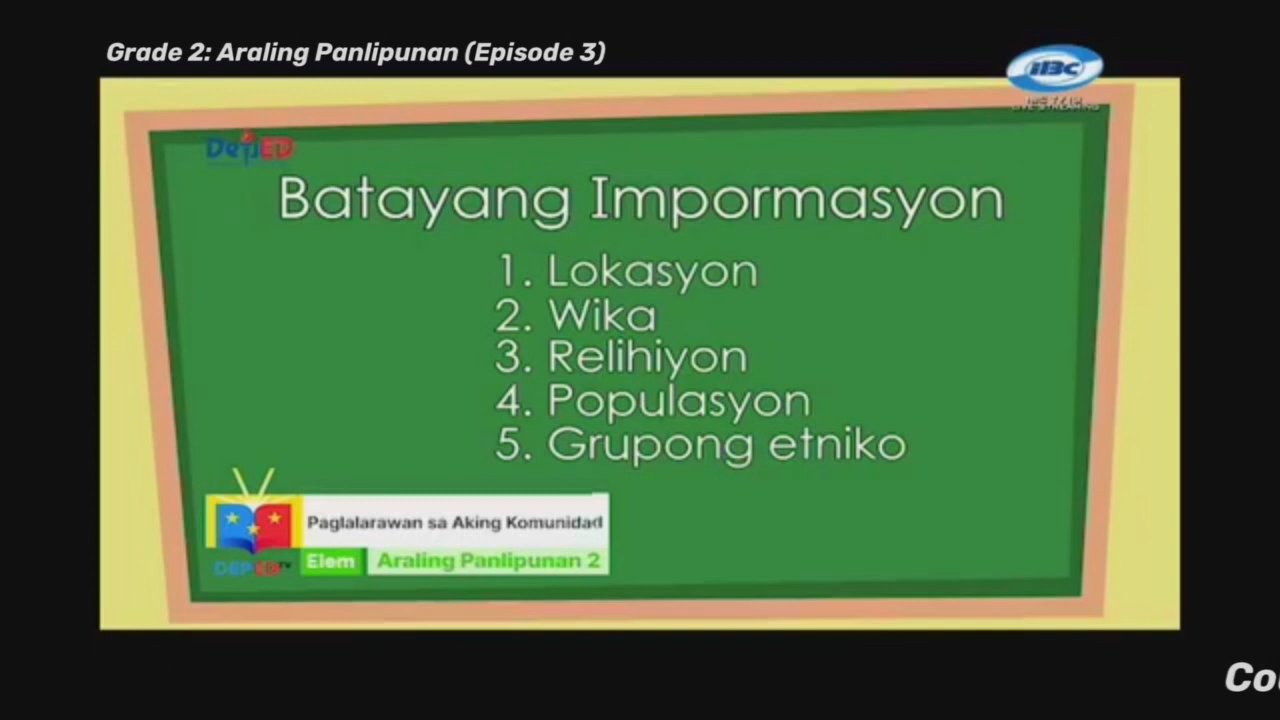 Grade 2: Araling Panlipunan (Episode 3)
iBC
DepED
Batayang Impormasyon
1. Lokasyon
2. Wika
3. Relihiyon
4. Populasyon
5. Grupong etniko
Paglalarawan sa Aking Komunidad
DEPED TV
Elem
Araling Panlipunan 2